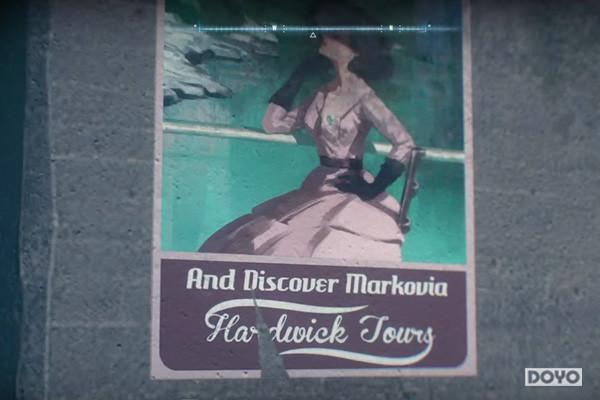 W
W
And Discover Markovia
Hardwick Tours
DOYO